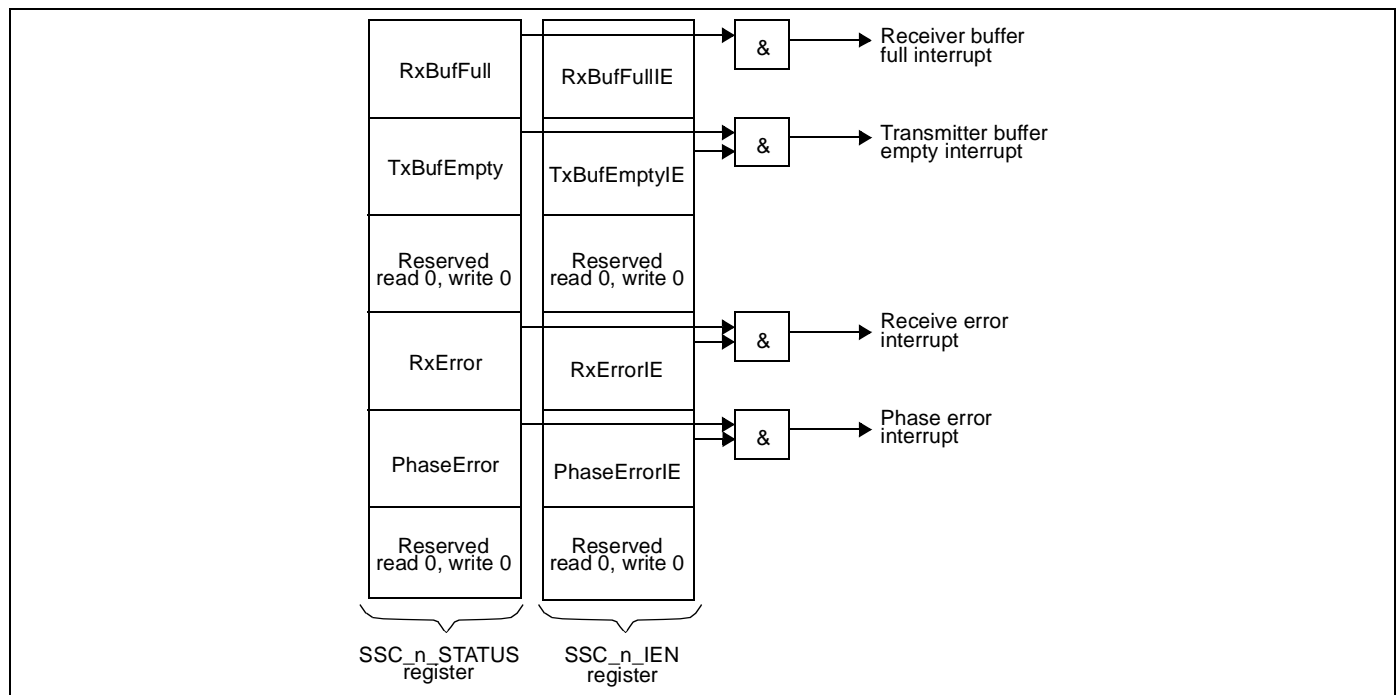 RxBufFull
RxBufFullIE
&
Receiver buffer
full interrupt
TxBufEmpty
TxBufEmptyIE
&
Transmitter buffer
empty interrupt
Reserved
read 0, write 0
Reserved
read 0, write 0
RxError
RxErrorIE
&
Receive error
interrupt
PhaseError
PhaseErrorIE
&
Phase error
interrupt
Reserved
read 0, write 0
Reserved
read 0, write 0
SSC_n_STATUS
register
SSC_n_IEN
register